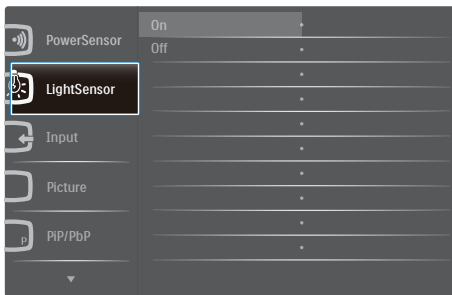 PowerSensor
LightSensor
Input
Picture
P
PiP/PbP
On
Off